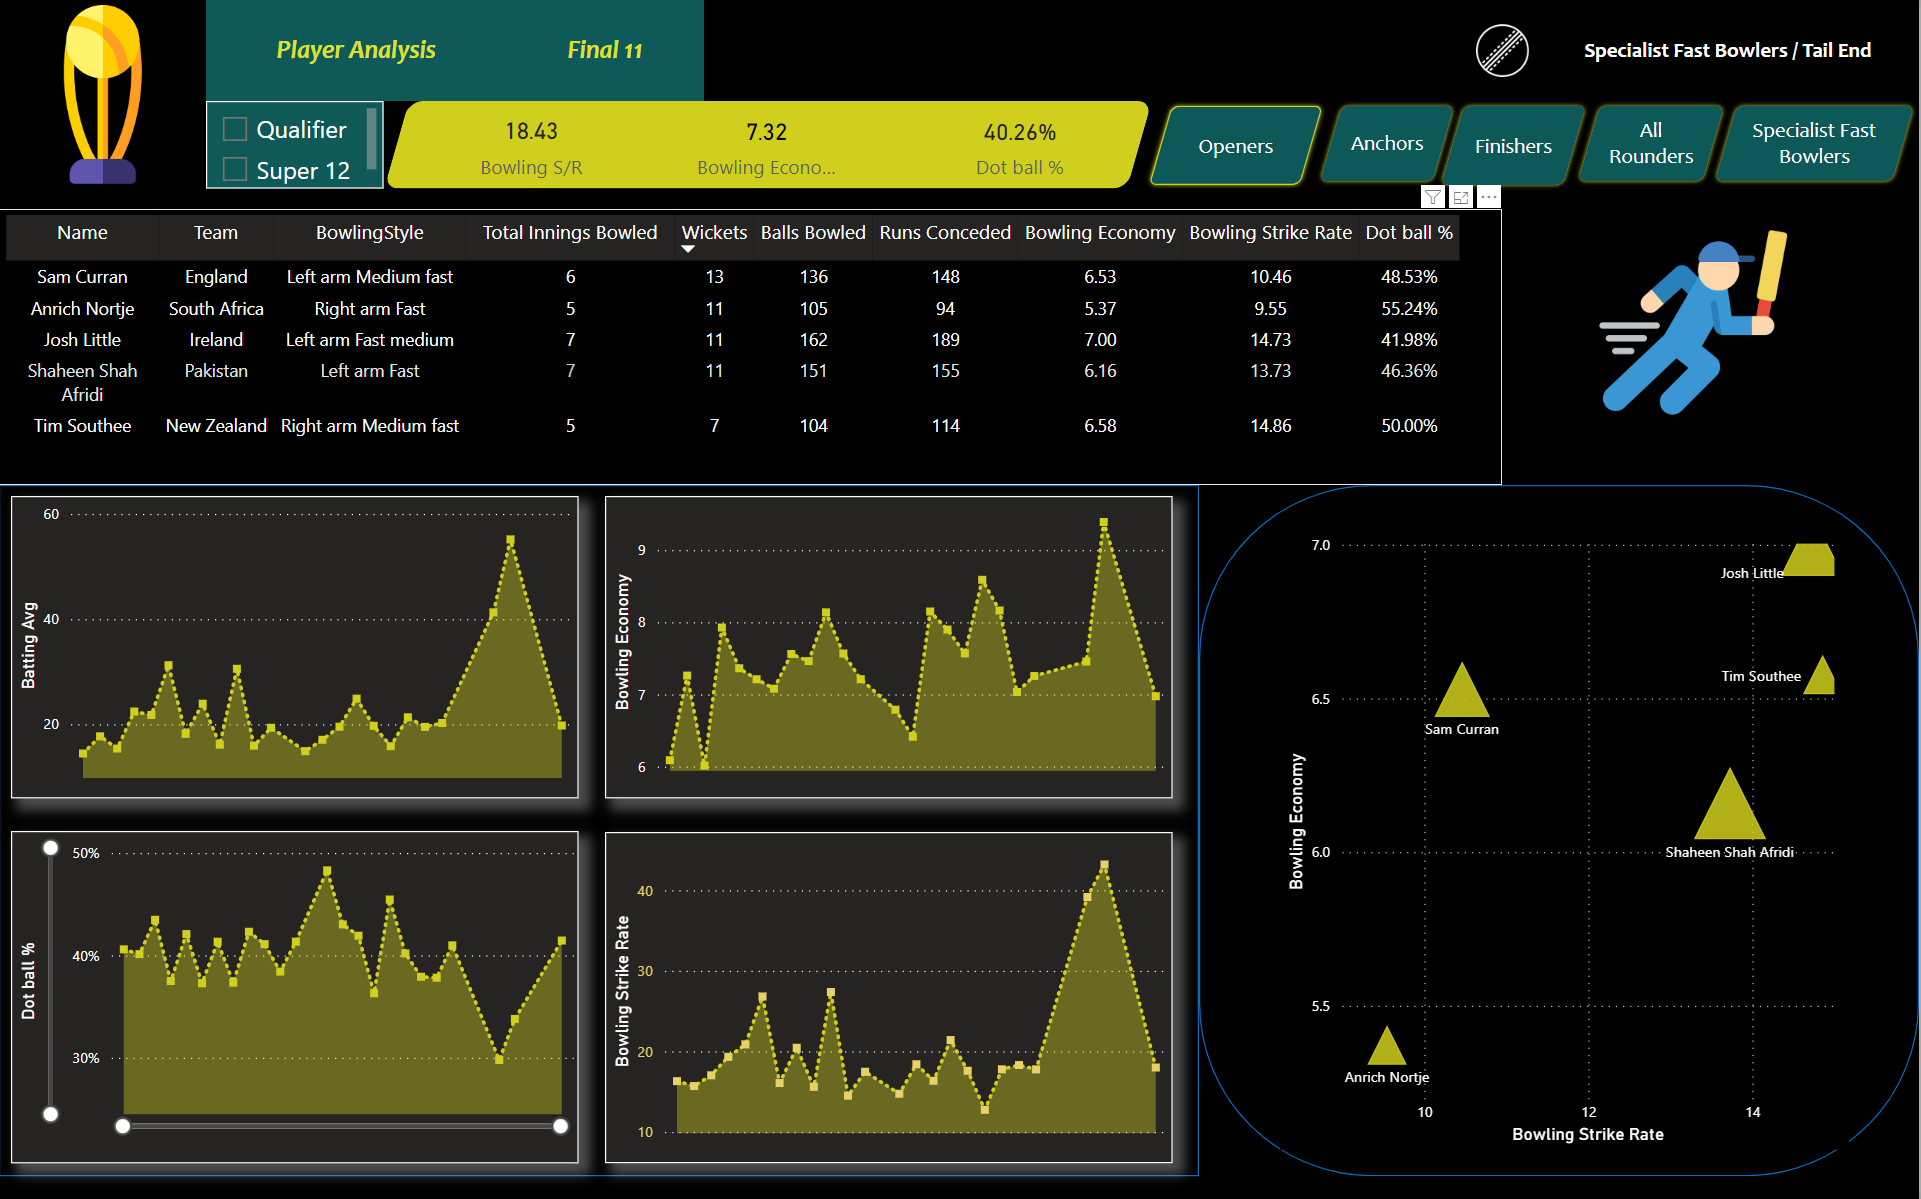 Player Analysis
Final 11
Specialist Fast Bowlers / Tail End
Qualifier
Super 12
18.43
Bowling S/R
7.32
Bowling Econo...
40.26%
Dot ball %
Openers
Anchors
Finishers
All
Rounders
Specialist Fast
Bowlers
Name Team BowlingStyle Total Innings Bowled Wickets Balls Bowled Runs Conceded Bowling Economy Bowling Strike Rate Dot ball %
Sam Curran England Left arm Medium fast 6 13 136 148 6.53 10.46 48.53%
Anrich Nortje South Africa Right arm Fast 5 11 105 94 5.37 9.55 55.24%
Josh Little Ireland Left arm Fast medium 7 11 162 189 7.00 14.73 41.98%
Shaheen Shah Pakistan Left arm Fast 7 11 151 155 6.16 13.73 46.36%
Afridi
Tim Southee New Zealand Right arm Medium fast 5 7 104 114 6.58 14.86 50.00%
Batting Avg
60
40
20
Bowling Economy
9
8
7
6
Dot ball %
50%
40%
30%
Bowling Strike Rate
40
30
20
10
Bowling Economy
7.0
6.5
6.0
5.5
Josh Little
Tim Southee
Sam Curran
Shaheen Shah Afridi
Anrich Nortje
10 12 14
Bowling Strike Rate